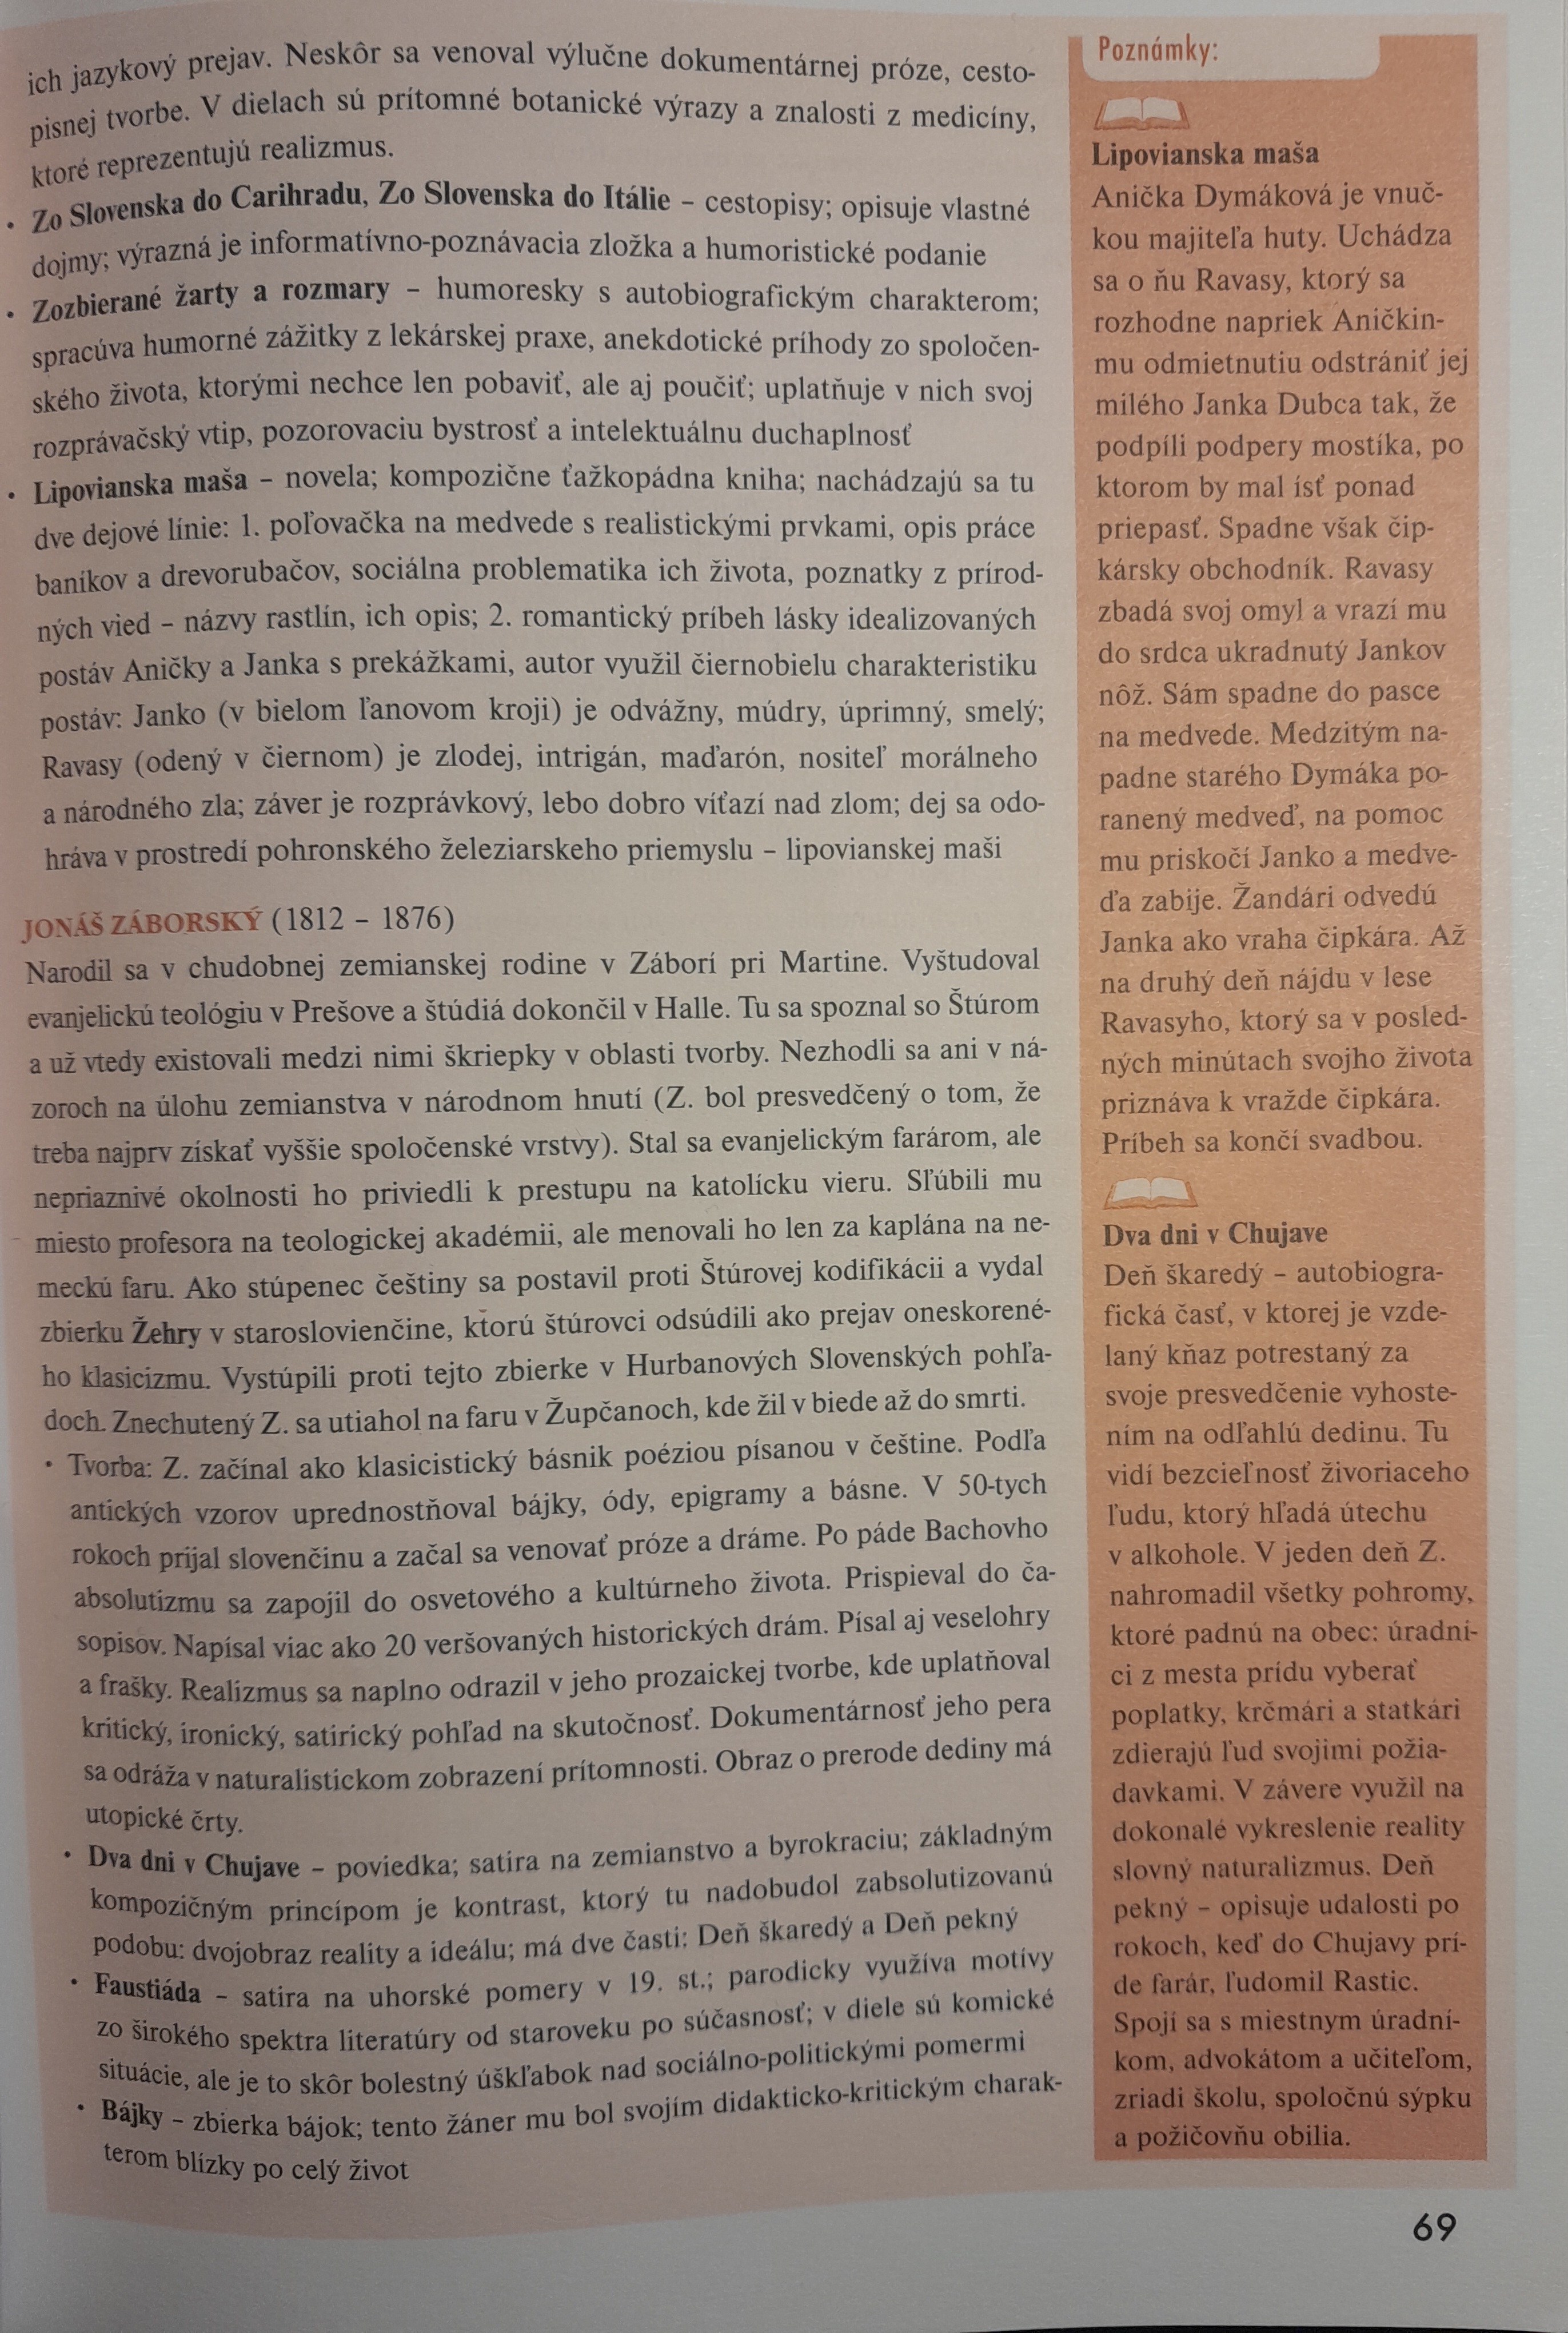 ich jazykový prejav. Neskôr sa venoval výlučne dokumentárnej próze, cesto-
pisnej tvorbe. V dielach sú prítomné botanické výrazy a znalosti z medicíny,
ktoré reprezentujú realizmus.
• Zo Slovenska do Carihradu, Zo Slovenska do Itálie – cestopisy; opisuje vlastné
dojmy; výrazná je informatívno-poznávacia zložka a humoristické podanie
• Zozbierané žarty a rozmary – humoresky s autobiografickým charakterom;
spracúva humorné zážitky z lekárskej praxe, anekdotické príhody zo spoločen-
ského života, ktorými nechce len pobaviť, ale aj poučiť; uplatňuje v nich svoj
rozprávačský vtip, pozorovaciu bystrosť a intelektuálnu duchaplnosť
• Lipovianska maša – novela; kompozične ťažkopádna kniha; nachádzajú sa tu
dve dejové línie: 1. poľovačka na medvede s realistickými prvkami, opis práce
baníkov a drevorubačov, sociálna problematika ich života, poznatky z prírod-
ných vied – názvy rastlín, ich opis; 2. romantický príbeh lásky idealizovaných
postáv Aničky a Janka s prekážkami, autor využil čiernobielu charakteristiku
postáv: Janko (v bielom ľanovom kroji) je odvážny, múdry, úprimný, smelý;
Ravasy (odený v čiernom) je zlodej, intrigán, maďarón, nositeľ morálneho
a národného zla; záver je rozprávkový, lebo dobro víťazí nad zlom; dej sa odo-
hráva v prostredí pohronského železiarskeho priemyslu – lipovianskej maši
JONÁŠ ZÁBORSKÝ (1812 – 1876)
Narodil sa v chudobnej zemianskej rodine v Záborí pri Martine. Vyštudoval
evanjelickú teológiu v Prešove a štúdiá dokončil v Halle. Tu sa spoznal so Štúrom
a už vtedy existovali medzi nimi škriepky v oblasti tvorby. Nezhodli sa ani v ná-
zoroch na úlohu zemianstva v národnom hnutí (Z. bol presvedčený o tom, že
treba najprv získať vyššie spoločenské vrstvy). Stal sa evanjelickým farárom, ale
nepriaznivé okolnosti ho priviedli k prestupu na katolícku vieru. Sľúbili mu
miesto profesora na teologickej akadémii, ale menovali ho len za kaplána na ne-
meckú faru. Ako stúpenec češtiny sa postavil proti Štúrovej kodifikácii a vydal
zbierku Žehry v staroslovienčine, ktorú štúrovci odsúdili ako prejav oneskorené-
ho klasicizmu. Vystúpili proti tejto zbierke v Hurbanových Slovenských pohľa-
doch. Znechutený Z. sa utiahol na faru v Župčanoch, kde žil v biede až do smrti.
• Tvorba: Z. začínal ako klasicistický básnik poéziou písanou v češtine. Podľa
antických vzorov uprednostňoval bájky, ódy, epigramy a básne. V 50-tych
rokoch prijal slovenčinu a začal sa venovať próze a dráme. Po páde Bachovho
absolutizmu sa zapojil do osvetového a kultúrneho života. Prispieval do ča-
sopisov. Napísal viac ako 20 veršovaných historických drám. Písal aj veselohry
a frašky. Realizmus sa naplno odrazil v jeho prozaickej tvorbe, kde uplatňoval
kritický, ironický, satirický pohľad na skutočnosť. Dokumentárnosť jeho pera
sa odráža v naturalistickom zobrazení prítomnosti. Obraz o prerode dediny má
utopické črty.
• Dva dni v Chujave – poviedka; satira na zemianstvo a byrokraciu; základným
kompozičným princípom je kontrast, ktorý tu nadobudol zabsolutizovanú
podobu: dvojobraz reality a ideálu; má dve časti: Deň škaredý a Deň pekný
• Faustiáda – satira na uhorské pomery v 19. st.; parodicky využíva motívy
zo širokého spektra literatúry od staroveku po súčasnosť; v diele sú komické
situácie, ale je to skôr bolestný úškľabok nad sociálno-politickými pomermi
• Bájky – zbierka bájok; tento žáner mu bol svojím didakticko-kritickým charak-
terom blízky po celý život
Poznámky:
Lipovianska maša
Anička Dymáková je vnuč-
kou majiteľa huty. Uchádza
sa o ňu Ravasy, ktorý sa
rozhodne napriek Aničkin-
mu odmietnutiu odstrániť jej
milého Janka Dubca tak, že
podpíli podpery mostíka, po
ktorom by mal ísť ponad
priepasť. Spadne však čip-
kársky obchodník. Ravasy
zbadá svoj omyl a vrazí mu
do srdca ukradnutý Jankov
nôž. Sám spadne do pasce
na medvede. Medzitým na-
padne starého Dymáka po-
ranený medveď, na pomoc
mu priskočí Janko a medve-
ďa zabije. Žandári odvedú
Janka ako vraha čipkára. Až
na druhý deň nájdu v lese
Ravasyho, ktorý sa v posled-
ných minútach svojho života
priznáva k vražde čipkára.
Príbeh sa končí svadbou.
Dva dni v Chujave
Deň škaredý – autobiogra-
fická časť, v ktorej je vzde-
laný kňaz potrestaný za
svoje presvedčenie vyhoste-
ním na odľahlú dedinu. Tu
vidí bezcieľnosť živoriaceho
ľudu, ktorý hľadá útechu
v alkohole. V jeden deň Z.
nahromadil všetky pohromy,
ktoré padnú na obec: úradní-
ci z mesta prídu vyberať
poplatky, krčmári a statkári
zdierajú ľud svojimi požia-
davkami. V závere využil na
dokonalé vykreslenie reality
slovný naturalizmus. Deň
pekný – opisuje udalosti po
rokoch, keď do Chujavy prí-
de farár, ľudomil Rastic.
Spojí sa s miestnym úradní-
kom, advokátom a učiteľom,
zriadi školu, spoločnú sýpku
a požičovňu obilia.
69